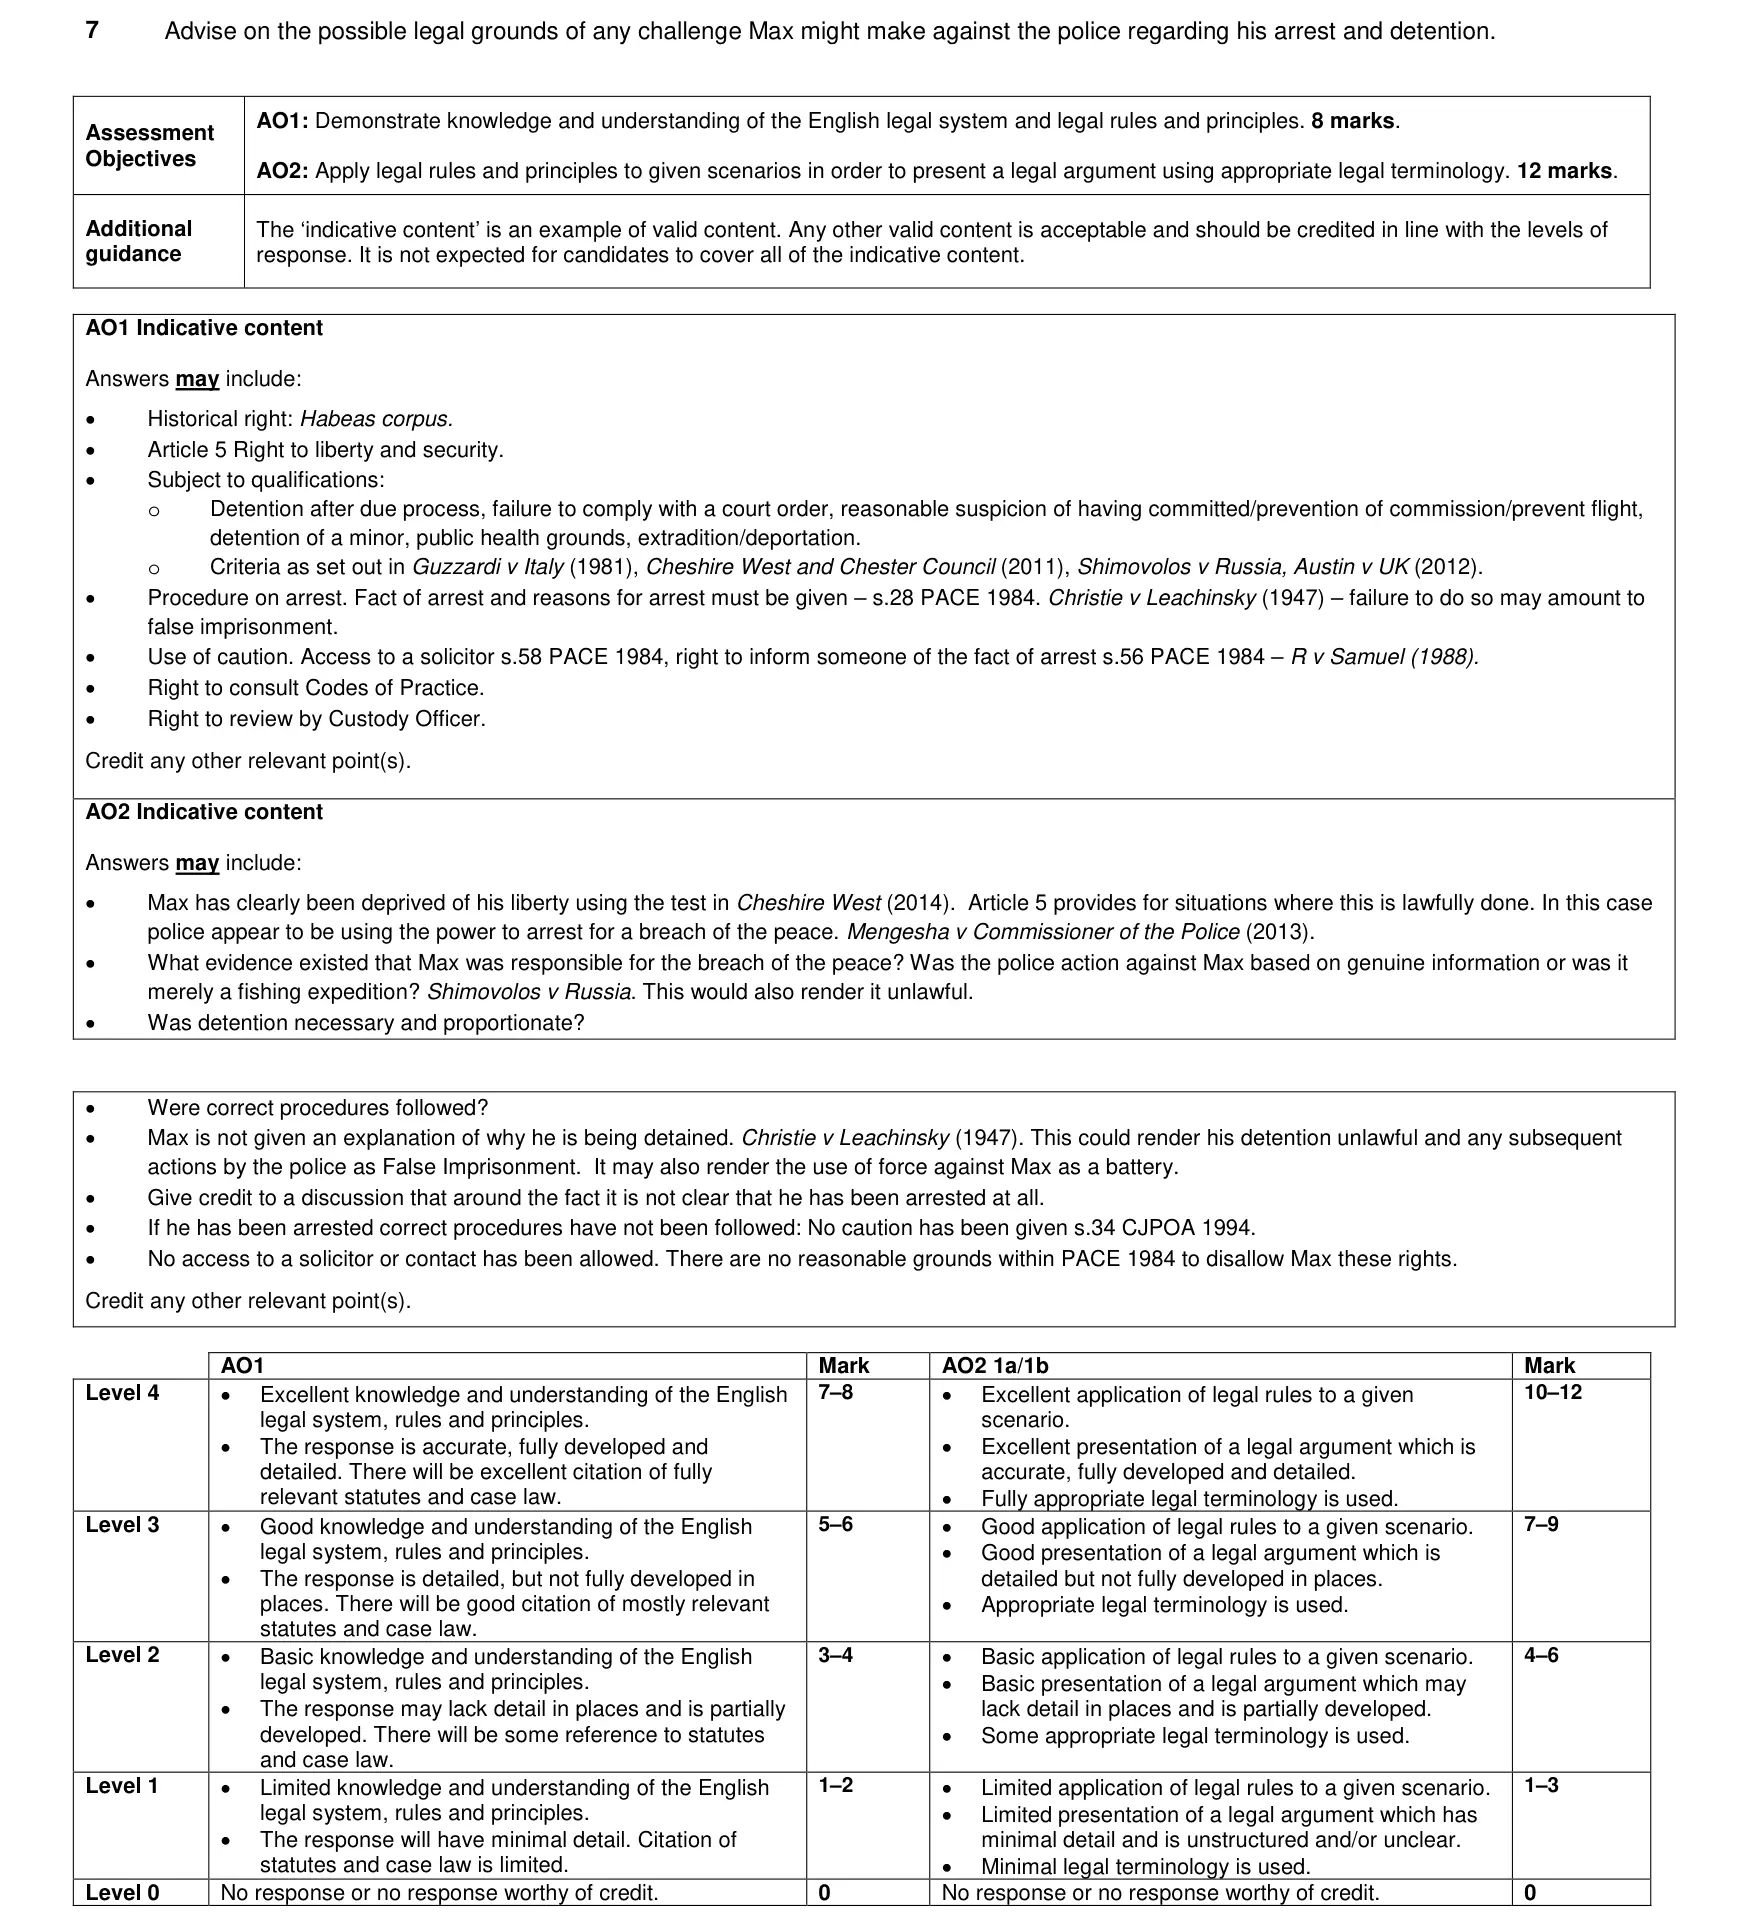 7 Advise on the possible legal grounds of any challenge Max might make against the police regarding his arrest and detention.
Assessment Objectives
AO1: Demonstrate knowledge and understanding of the English legal system and legal rules and principles. 8 marks.
AO2: Apply legal rules and principles to given scenarios in order to present a legal argument using appropriate legal terminology. 12 marks.
Additional guidance
The ‘indicative content’ is an example of valid content. Any other valid content is acceptable and should be credited in line with the levels of
response. It is not expected for candidates to cover all of the indicative content.
AO1 Indicative content
Answers may include:
• Historical right: Habeas corpus.
• Article 5 Right to liberty and security.
• Subject to qualifications:
o Detention after due process, failure to comply with a court order, reasonable suspicion of having committed/prevention of commission/prevent flight,
detention of a minor, public health grounds, extradition/deportation.
o Criteria as set out in Guzzardi v Italy (1981), Cheshire West and Chester Council (2011), Shimovolos v Russia, Austin v UK (2012).
• Procedure on arrest. Fact of arrest and reasons for arrest must be given – s.28 PACE 1984. Christie v Leachinsky (1947) – failure to do so may amount to
false imprisonment.
• Use of caution. Access to a solicitor s.58 PACE 1984, right to inform someone of the fact of arrest s.56 PACE 1984 – R v Samuel (1988).
• Right to consult Codes of Practice.
• Right to review by Custody Officer.
Credit any other relevant point(s).
AO2 Indicative content
Answers may include:
• Max has clearly been deprived of his liberty using the test in Cheshire West (2014). Article 5 provides for situations where this is lawfully done. In this case
police appear to be using the power to arrest for a breach of the peace. Mengesha v Commissioner of the Police (2013).
• What evidence existed that Max was responsible for the breach of the peace? Was the police action against Max based on genuine information or was it
merely a fishing expedition? Shimovolos v Russia. This would also render it unlawful.
• Was detention necessary and proportionate?
• Were correct procedures followed?
• Max is not given an explanation of why he is being detained. Christie v Leachinsky (1947). This could render his detention unlawful and any subsequent
actions by the police as False Imprisonment. It may also render the use of force against Max as a battery.
• Give credit to a discussion that around the fact it is not clear that he has been arrested at all.
• If he has been arrested correct procedures have not been followed: No caution has been given s.34 CJPOA 1994.
• No access to a solicitor or contact has been allowed. There are no reasonable grounds within PACE 1984 to disallow Max these rights.
Credit any other relevant point(s).
AO1 Mark AO2 1a/1b Mark
Level 4
• Excellent knowledge and understanding of the English
legal system, rules and principles.
• The response is accurate, fully developed and
detailed. There will be excellent citation of fully
relevant statutes and case law.
7–8
• Excellent application of legal rules to a given
scenario.
• Excellent presentation of a legal argument which is
accurate, fully developed and detailed.
• Fully appropriate legal terminology is used.
10–12
Level 3
• Good knowledge and understanding of the English
legal system, rules and principles.
• The response is detailed, but not fully developed in
places. There will be good citation of mostly relevant
statutes and case law.
5–6
• Good application of legal rules to a given scenario.
• Good presentation of a legal argument which is
detailed but not fully developed in places.
• Appropriate legal terminology is used.
7–9
Level 2
• Basic knowledge and understanding of the English
legal system, rules and principles.
• The response may lack detail in places and is partially
developed. There will be some reference to statutes
and case law.
3–4
• Basic application of legal rules to a given scenario.
• Basic presentation of a legal argument which may
lack detail in places and is partially developed.
• Some appropriate legal terminology is used.
4–6
Level 1
• Limited knowledge and understanding of the English
legal system, rules and principles.
• The response will have minimal detail. Citation of
statutes and case law is limited.
1–2
• Limited application of legal rules to a given scenario.
• Limited presentation of a legal argument which has
minimal detail and is unstructured and/or unclear.
• Minimal legal terminology is used.
1–3
Level 0 No response or no response worthy of credit. 0 No response or no response worthy of credit. 0